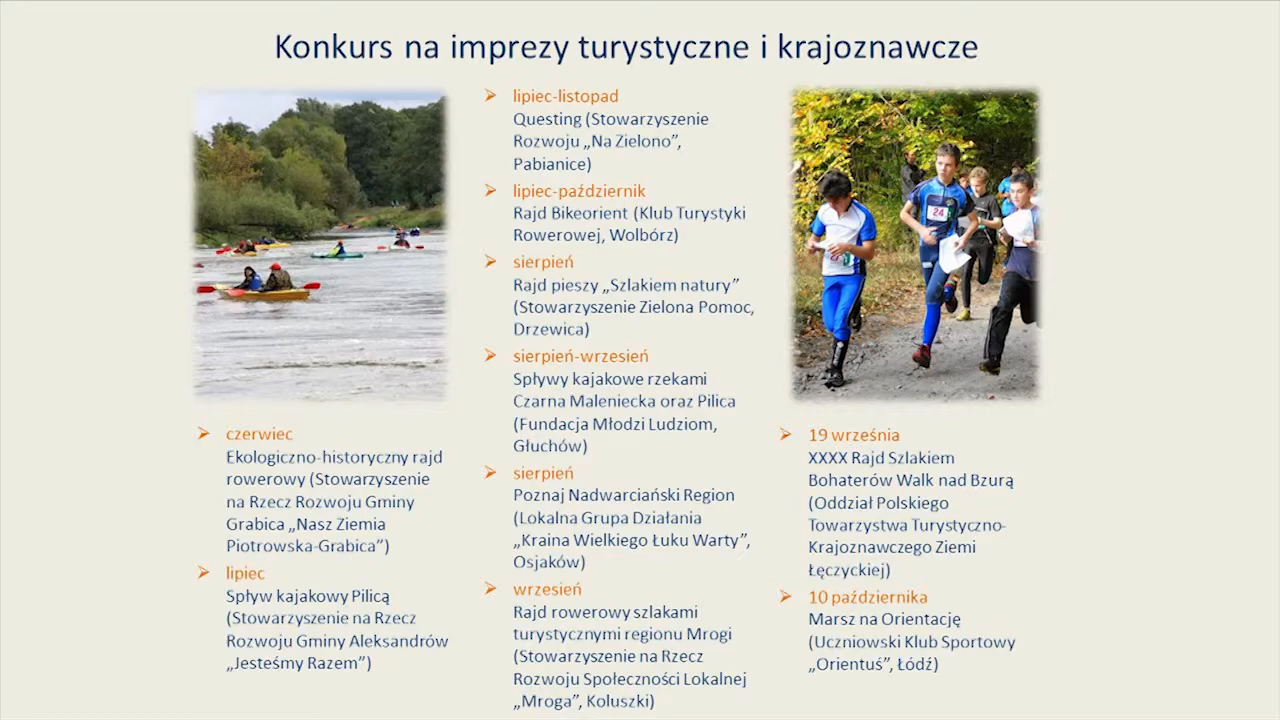 Konkurs na imprezy turystyczne i krajoznawcze
czerwiec
Ekologiczno-historyczny rajd
rowerowy (Stowarzyszenie
na Rzecz Rozwoju Gminy
Grabica „Nasz Ziemia
Piotrowska-Grabica”)
lipiec
Spływ kajakowy Pilicą
(Stowarzyszenie na Rzecz
Rozwoju Gminy Aleksandrów
„Jesteśmy Razem”)
lipiec-listopad
Questing (Stowarzyszenie
Rozwoju „Na Zielono”,
Pabianice)
lipiec-październik
Rajd Bikeorient (Klub Turystyki
Rowerowej, Wolbórz)
sierpień
Rajd pieszy „Szlakiem natury”
(Stowarzyszenie Zielona Pomoc,
Drzewica)
sierpień-wrzesień
Spływy kajakowe rzekami
Czarna Maleniecka oraz Pilica
(Fundacja Młodzi Ludziom,
Głuchów)
sierpień
Poznaj Nadwarciański Region
(Lokalna Grupa Działania
„Kraina Wielkiego Łuku Warty”,
Osjaków)
wrzesień
Rajd rowerowy szlakami
turystycznymi regionu Mrogi
(Stowarzyszenie na Rzecz
Rozwoju Społeczności Lokalnej
„Mroga”, Koluszki)
24
19 września
XXXX Rajd Szlakiem
Bohaterów Walk nad Bzurą
(Oddział Polskiego
Towarzystwa Turystyczno-
Krajoznawczego Ziemi
Łęczyckiej)
10 października
Marsz na Orientację
(Uczniowski Klub Sportowy
„Orientuś”, Łódź)